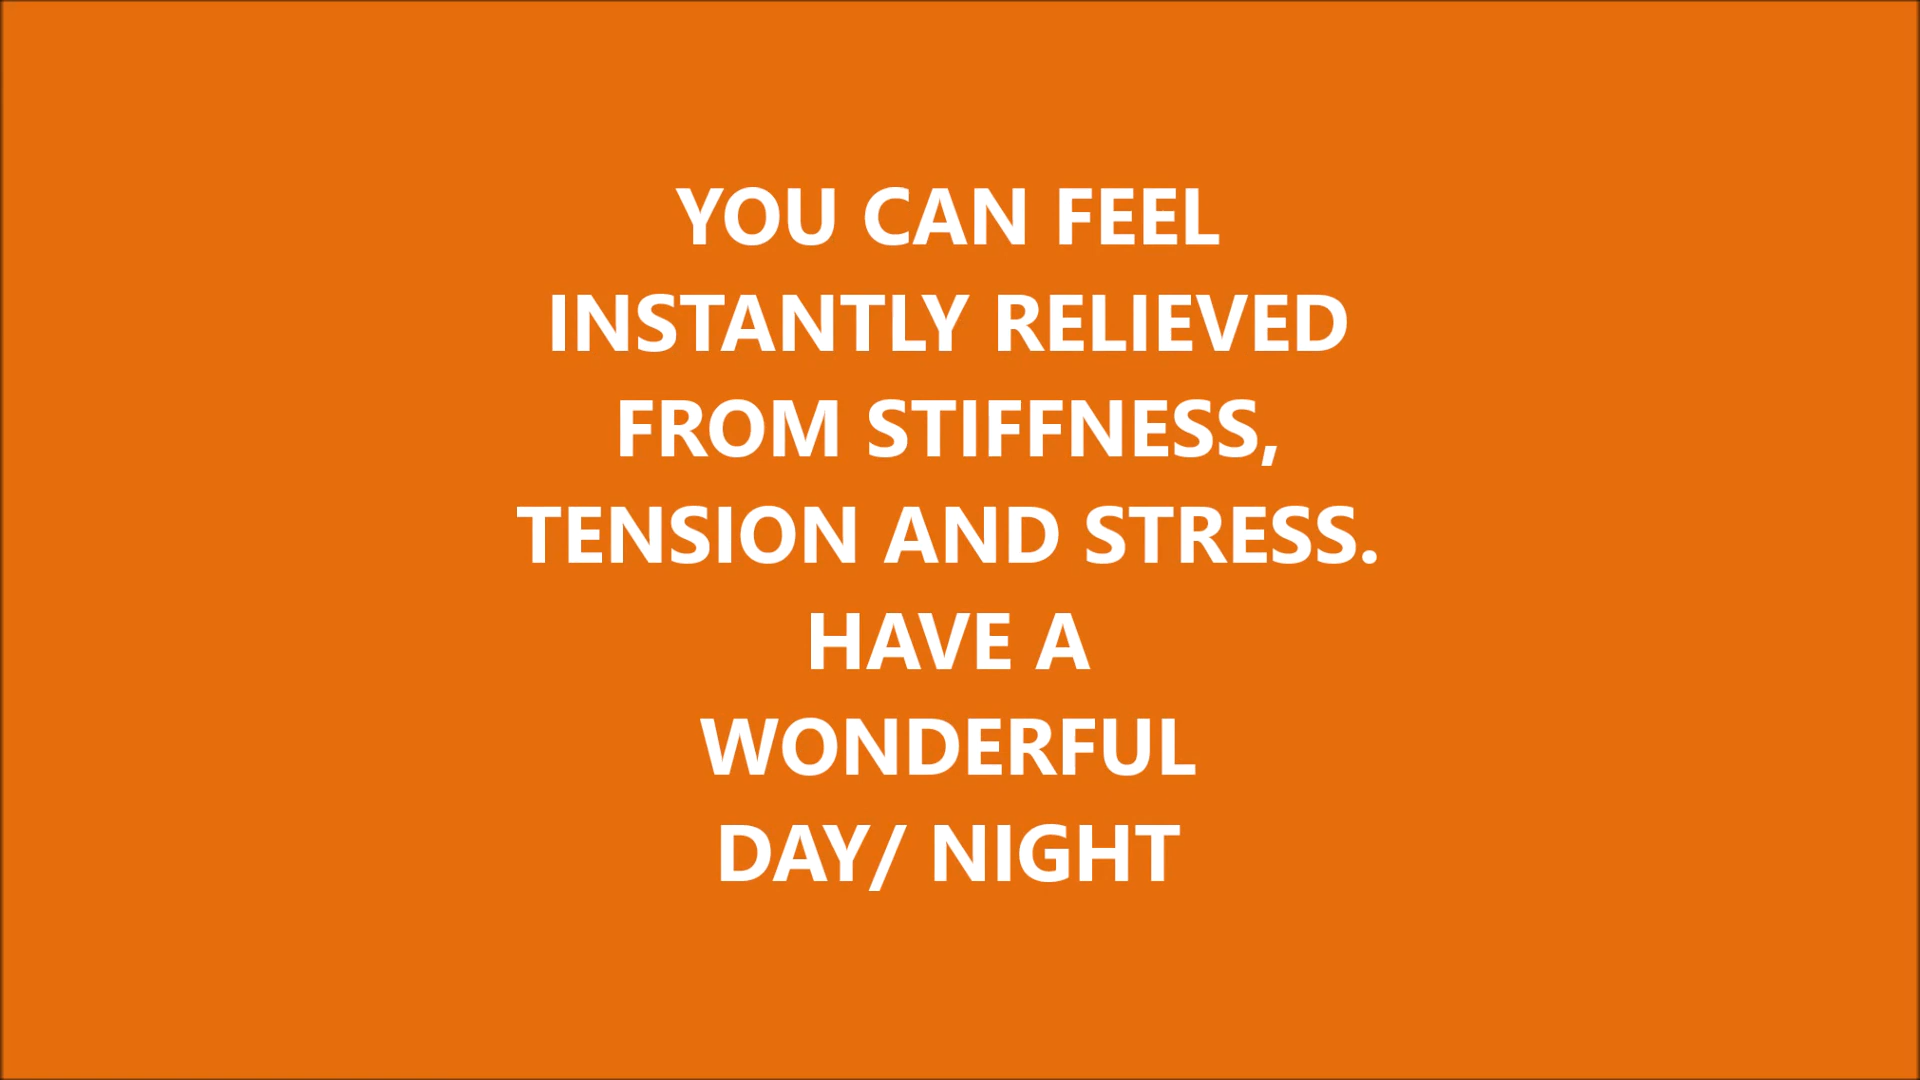 YOU CAN FEEL
INSTANTLY RELIEVED
FROM STIFFNESS,
TENSION AND STRESS.
HAVE A
WONDERFUL
DAY/ NIGHT